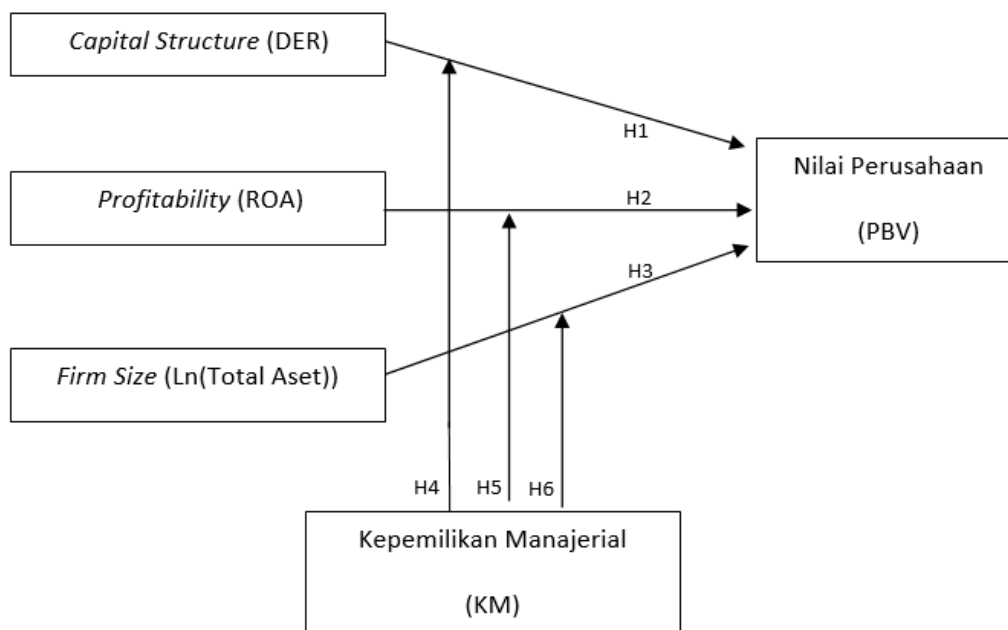 Capital Structure (DER)
H1
Nilai Perusahaan
(PBV)
Profitability (ROA)
H2
H3
Firm Size (Ln(Total Aset))
H4
H5
H6
Kepemilikan Manajerial
(KM)